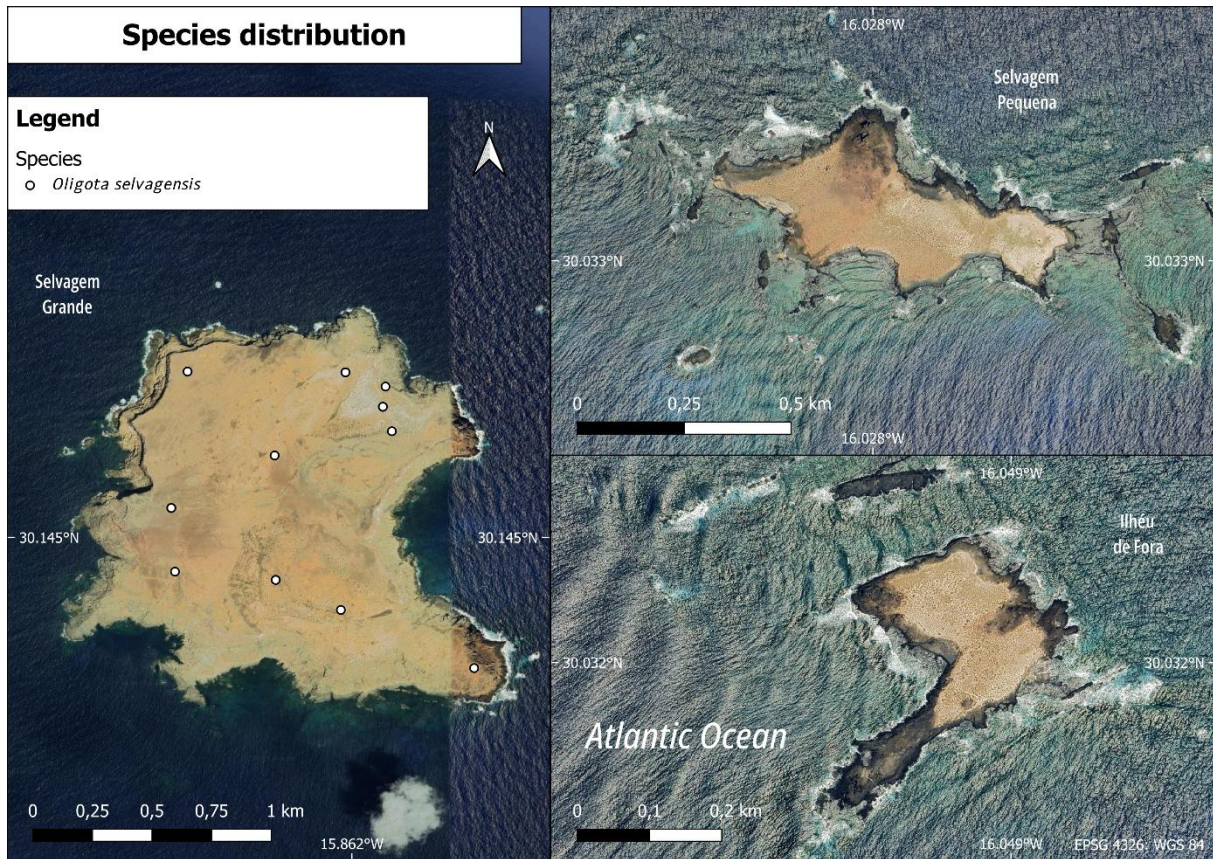 Species distribution
Legend
Species
Oligota selvagensis
N
Selvagem
Grande
30.145°N
30.145°N
0 0,25 0,5 0,75 1 km
15.862°W
16.028°W
Selvagem
Pequena
30.033°N
30.033°N
0 0,25 0,5 km
16.028°W
16.049°W
Ilhéu
de Fora
30.032°N
30.032°N
Atlantic Ocean
0 0,1 0,2 km
16.049°W
EPSG 4326: WGS 84